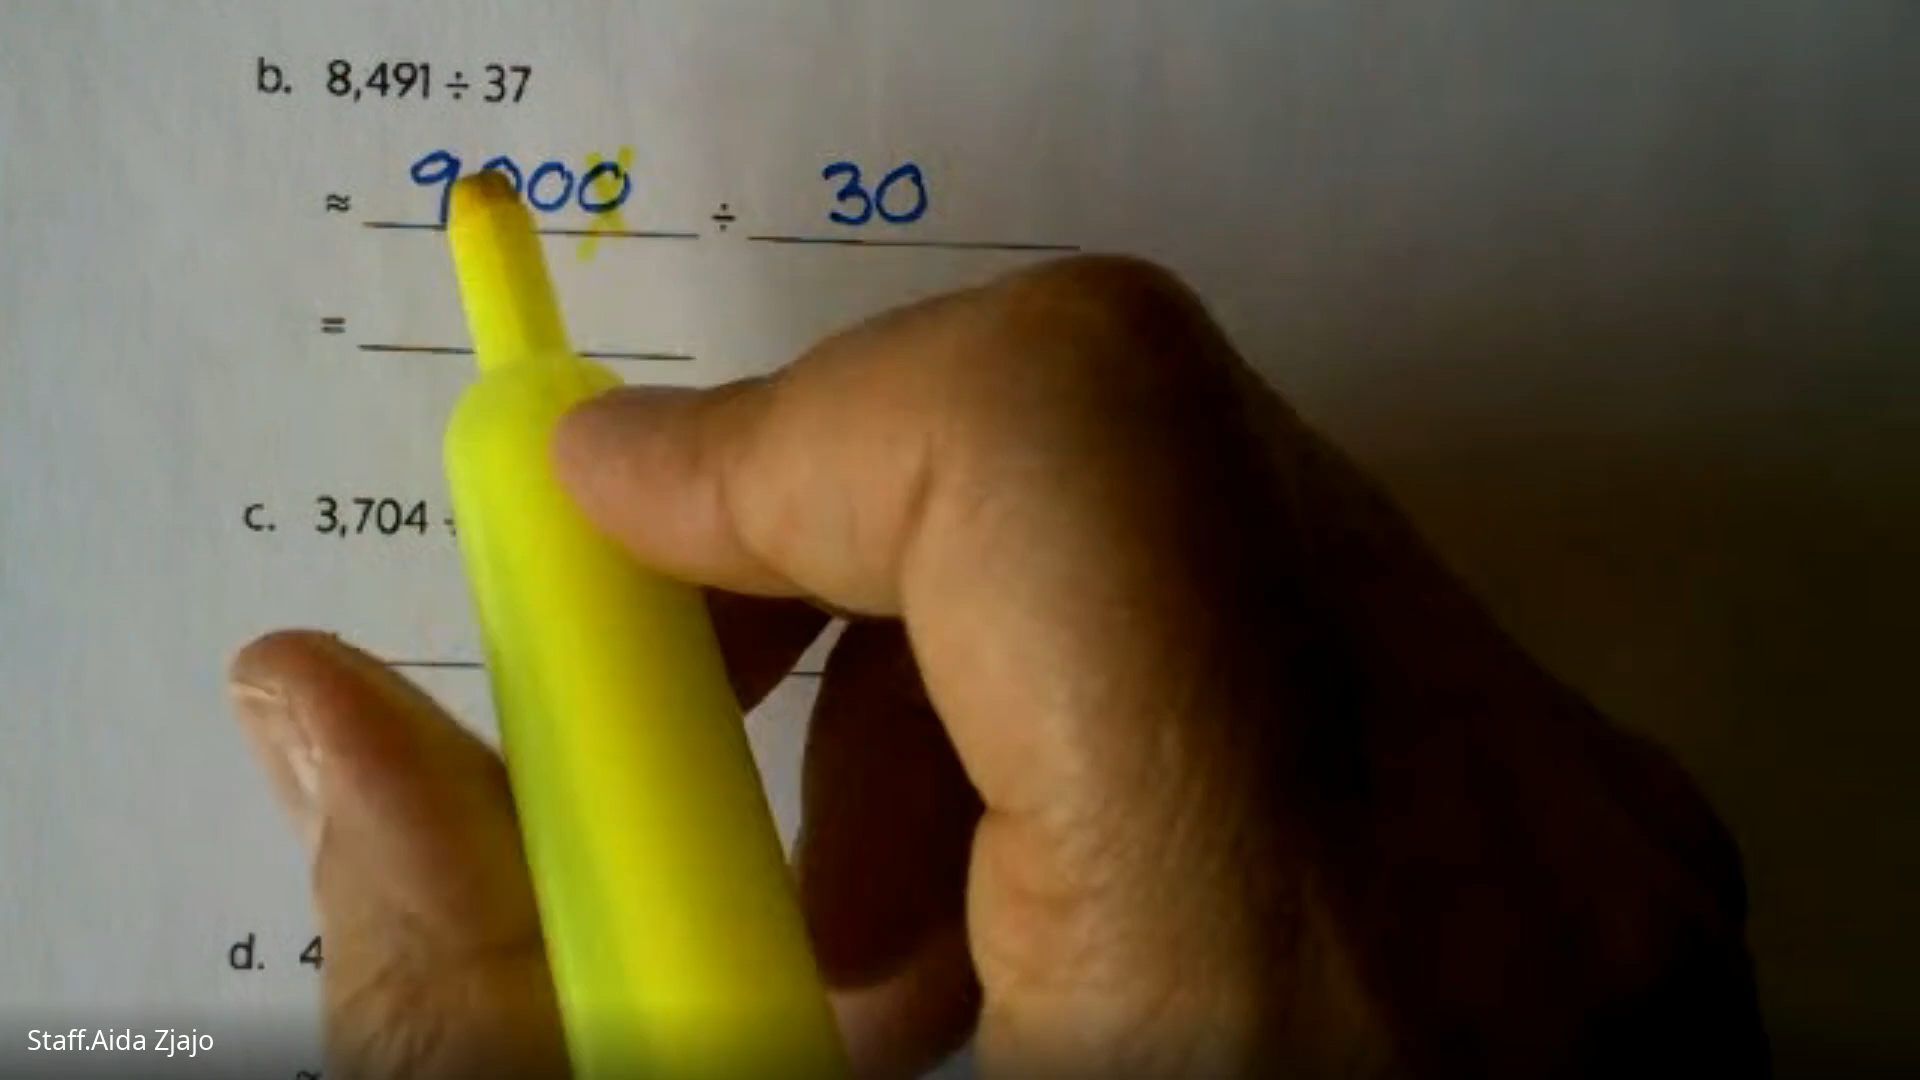 b. 8,491 ÷ 37
≈ 9000 ÷ 30
=
c. 3,704 ÷
d. 4
≈
Staff.Aida Zjajo